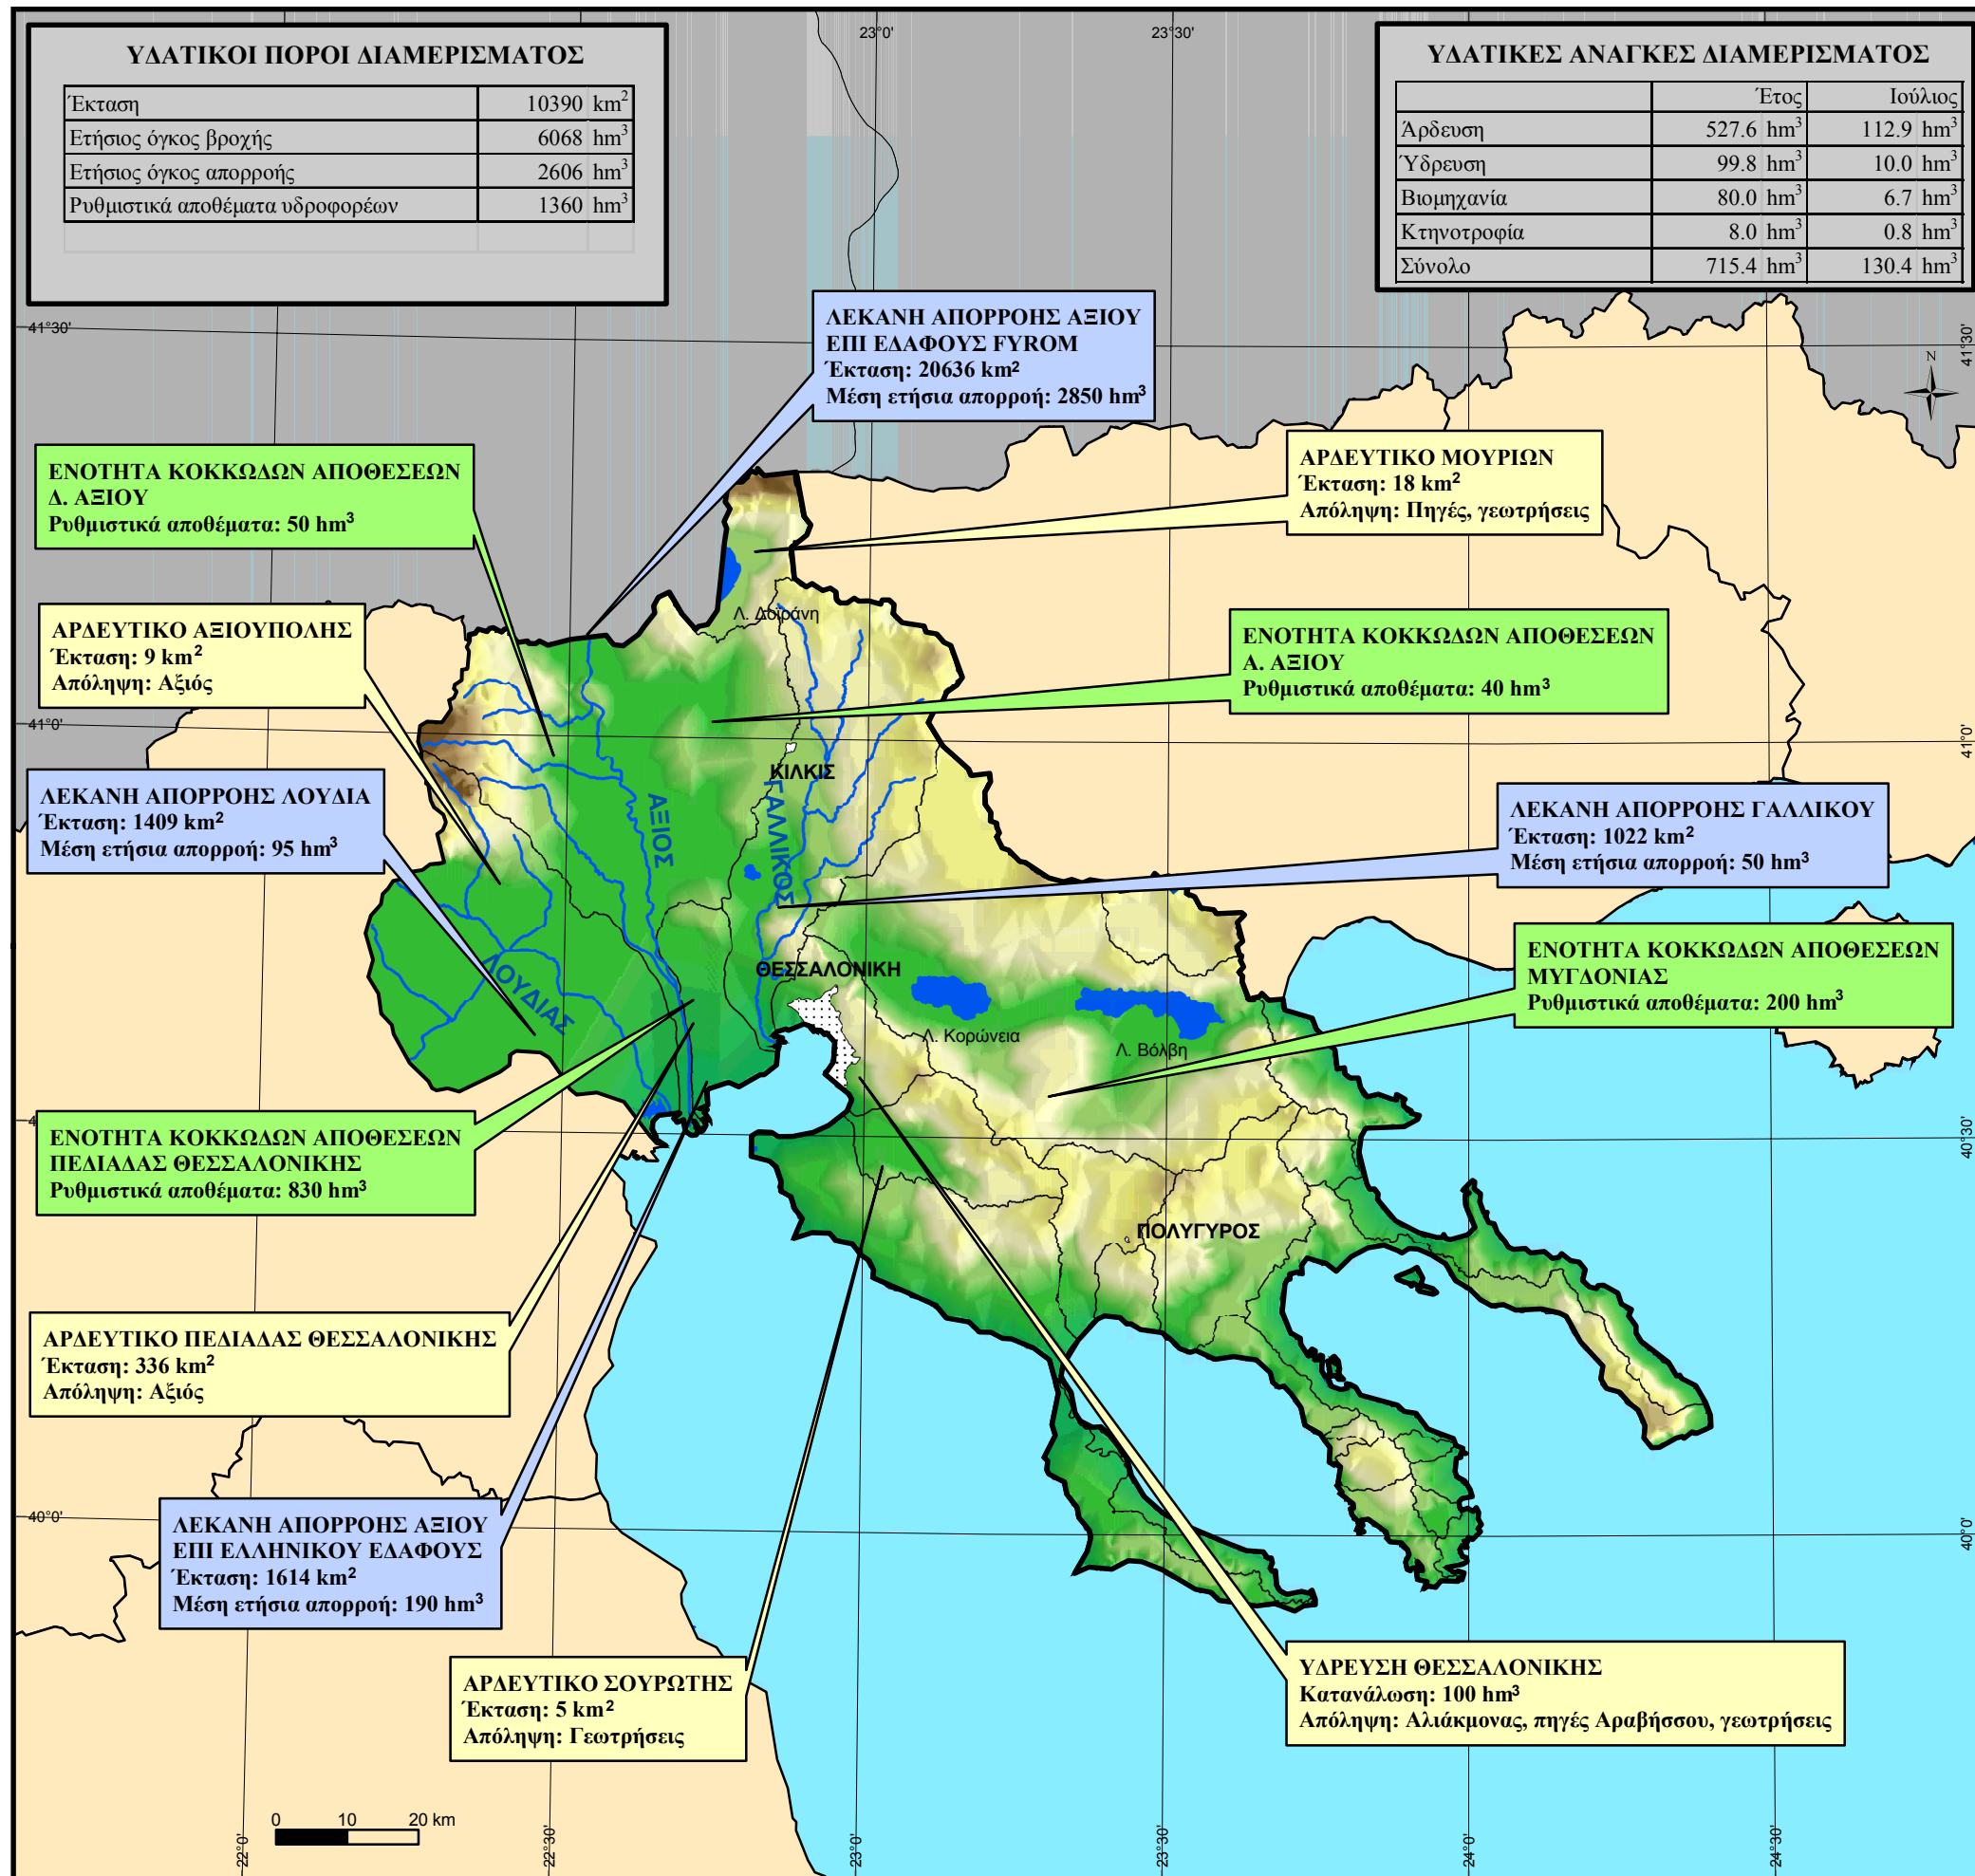 ΥΔΑΤΙΚΟΙ ΠΟΡΟΙ ΔΙΑΜΕΡΙΣΜΑΤΟΣ
Έκταση 10390 km²
Ετήσιος όγκος βροχής 6068 hm³
Ετήσιος όγκος απορροής 2606 hm³
Ρυθμιστικά αποθέματα υδροφορέων 1360 hm³
23°0'
23°30'
ΥΔΑΤΙΚΕΣ ΑΝΑΓΚΕΣ ΔΙΑΜΕΡΙΣΜΑΤΟΣ
Έτος Ιούλιος
Άρδευση 527.6 hm³ 112.9 hm³
Ύδρευση 99.8 hm³ 10.0 hm³
Βιομηχανία 80.0 hm³ 6.7 hm³
Κτηνοτροφία 8.0 hm³ 0.8 hm³
Σύνολο 715.4 hm³ 130.4 hm³
41°30'
41°30'
N
ΛΕΚΑΝΗ ΑΠΟΡΡΟΗΣ ΑΞΙΟΥ
ΕΠΙ ΕΔΑΦΟΥΣ FYROM
Έκταση: 20636 km²
Μέση ετήσια απορροή: 2850 hm³
ΕΝΟΤΗΤΑ ΚΟΚΚΩΔΩΝ ΑΠΟΘΕΣΕΩΝ
Δ. ΑΞΙΟΥ
Ρυθμιστικά αποθέματα: 50 hm³
ΑΡΔΕΥΤΙΚΟ ΜΟΥΡΙΩΝ
Έκταση: 18 km²
Απόληψη: Πηγές, γεωτρήσεις
ΑΡΔΕΥΤΙΚΟ ΑΞΙΟΥΠΟΛΗΣ
Έκταση: 9 km²
Απόληψη: Αξιός
Λ. Δοϊράνη
ΕΝΟΤΗΤΑ ΚΟΚΚΩΔΩΝ ΑΠΟΘΕΣΕΩΝ
Α. ΑΞΙΟΥ
Ρυθμιστικά αποθέματα: 40 hm³
41°0'
41°0'
ΚΙΛΚΙΣ
ΑΞΙΟΣ
ΓΑΛΛΙΚΟΣ
ΛΕΚΑΝΗ ΑΠΟΡΡΟΗΣ ΛΟΥΔΙΑ
Έκταση: 1409 km²
Μέση ετήσια απορροή: 95 hm³
ΛΕΚΑΝΗ ΑΠΟΡΡΟΗΣ ΓΑΛΛΙΚΟΥ
Έκταση: 1022 km²
Μέση ετήσια απορροή: 50 hm³
ΛΟΥΔΙΑΣ
ΘΕΣΣΑΛΟΝΙΚΗ
Λ. Κορώνεια
Λ. Βόλβη
ΕΝΟΤΗΤΑ ΚΟΚΚΩΔΩΝ ΑΠΟΘΕΣΕΩΝ
ΜΥΓΔΟΝΙΑΣ
Ρυθμιστικά αποθέματα: 200 hm³
ΕΝΟΤΗΤΑ ΚΟΚΚΩΔΩΝ ΑΠΟΘΕΣΕΩΝ
ΠΕΔΙΑΔΑΣ ΘΕΣΣΑΛΟΝΙΚΗΣ
Ρυθμιστικά αποθέματα: 830 hm³
40°30'
ΠΟΛΥΓΥΡΟΣ
ΑΡΔΕΥΤΙΚΟ ΠΕΔΙΑΔΑΣ ΘΕΣΣΑΛΟΝΙΚΗΣ
Έκταση: 336 km²
Απόληψη: Αξιός
40°0'
40°0'
ΛΕΚΑΝΗ ΑΠΟΡΡΟΗΣ ΑΞΙΟΥ
ΕΠΙ ΕΛΛΗΝΙΚΟΥ ΕΔΑΦΟΥΣ
Έκταση: 1614 km²
Μέση ετήσια απορροή: 190 hm³
ΑΡΔΕΥΤΙΚΟ ΣΟΥΡΩΤΗΣ
Έκταση: 5 km²
Απόληψη: Γεωτρήσεις
ΥΔΡΕΥΣΗ ΘΕΣΣΑΛΟΝΙΚΗΣ
Κατανάλωση: 100 hm³
Απόληψη: Αλιάκμονας, πηγές Αραβήσσου, γεωτρήσεις
0 10 20 km
22°0'
22°30'
23°0'
23°30'
24°0'
24°30'